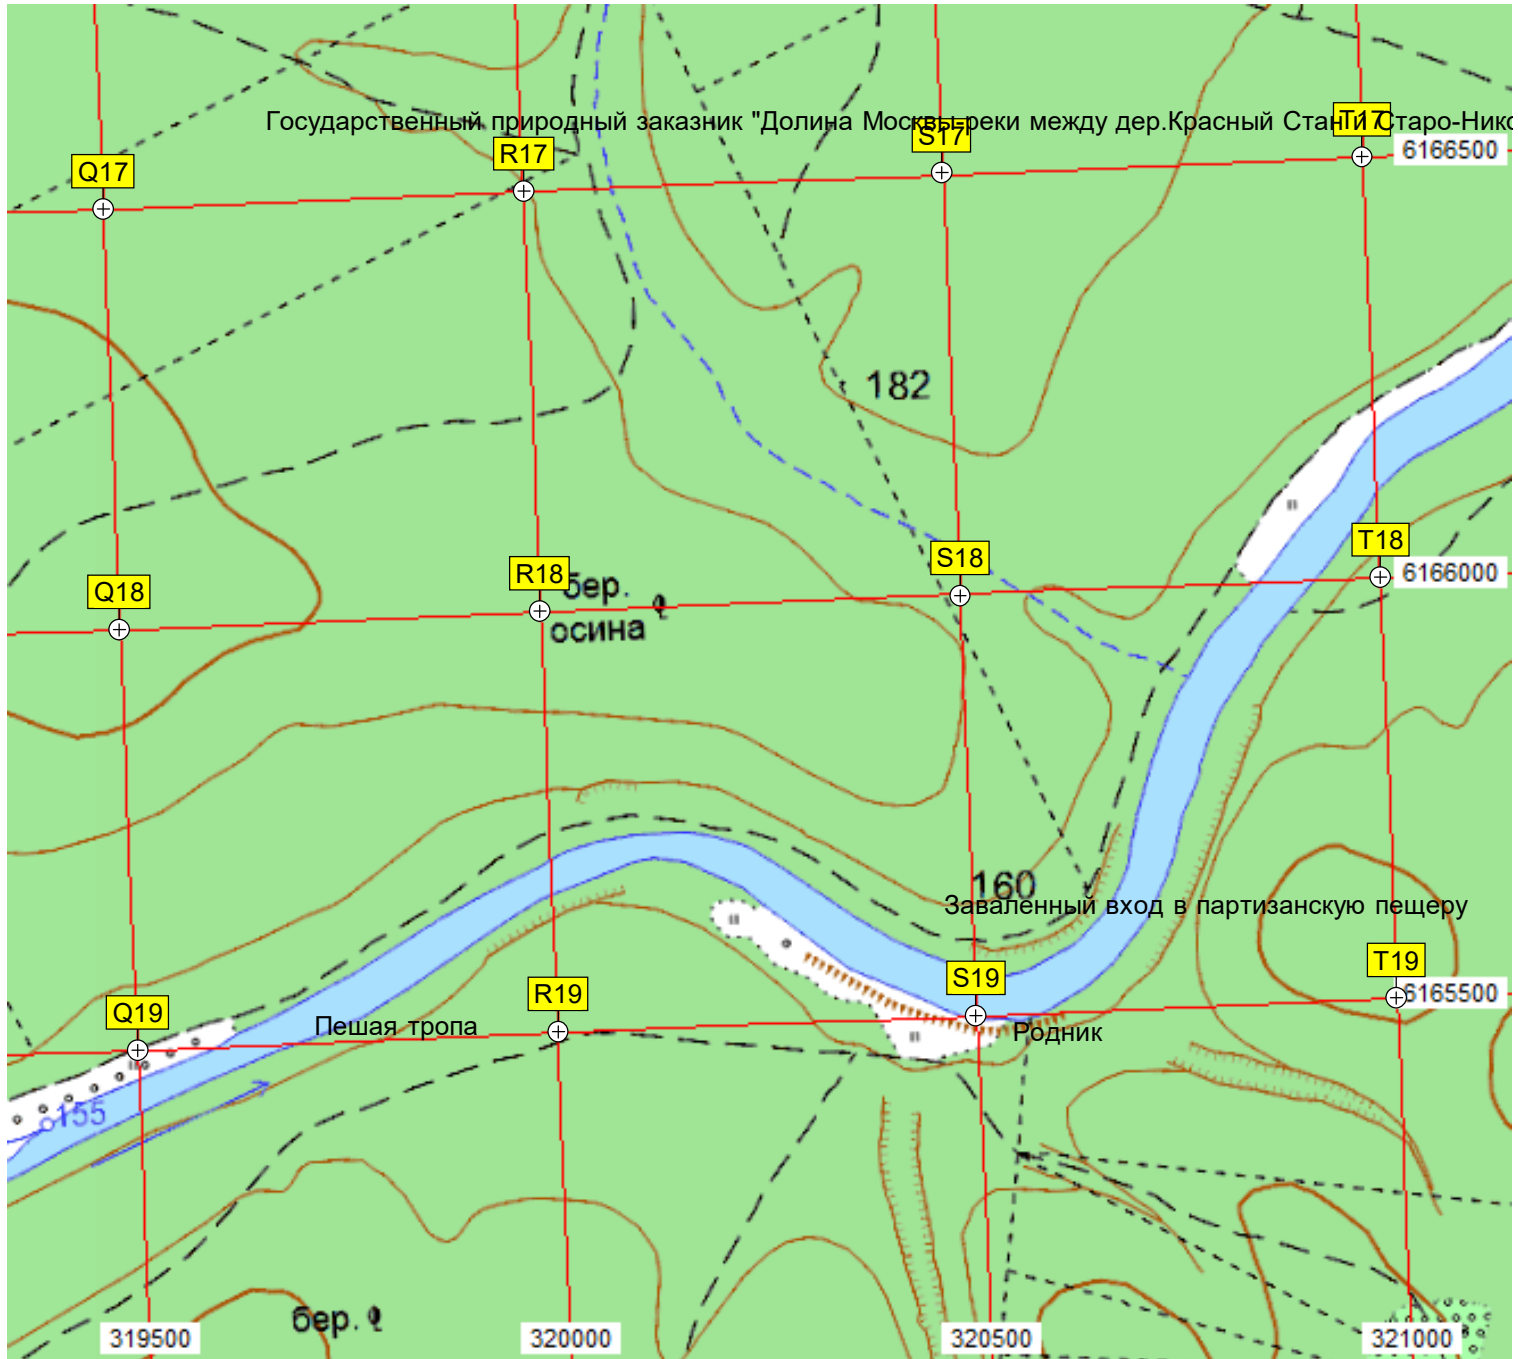 Государственный природный заказник "Долина Москвы-реки между дер.Красный Стан и Старо-Нико
Q17
R17
S17
T17
6166500
182
Q18
R18
S18
T18
6166000
бер.
осина
160
Заваленный вход в партизанскую пещеру
Q19
R19
S19
T19
6165500
Пешая тропа
Родник
155
бер.
319500
320000
320500
321000